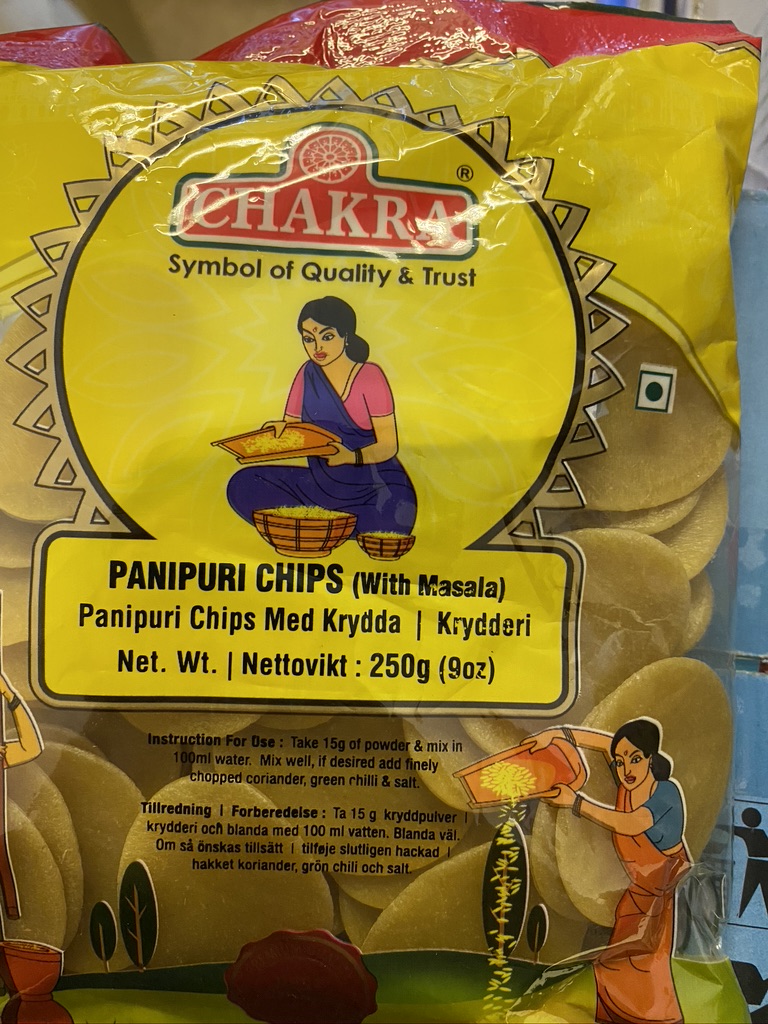 CHAKRA ®
Symbol of Quality & Trust
PANIPURI CHIPS (With Masala)
Panipuri Chips Med Krydda | Krydderi
Net. Wt. | Nettovikt : 250g (9oz)
Instruction For Use : Take 15g of powder & mix in
100ml water. Mix well, if desired add finely
chopped coriander, green chilli & salt.
Tillredning | Forberedelse : Ta 15 g kryddpulver |
krydderi och blanda med 100 ml vatten. Blanda väl.
Om så önskas tillsätt | tilføje slutligen hackad |
hakket koriander, grön chili och salt.